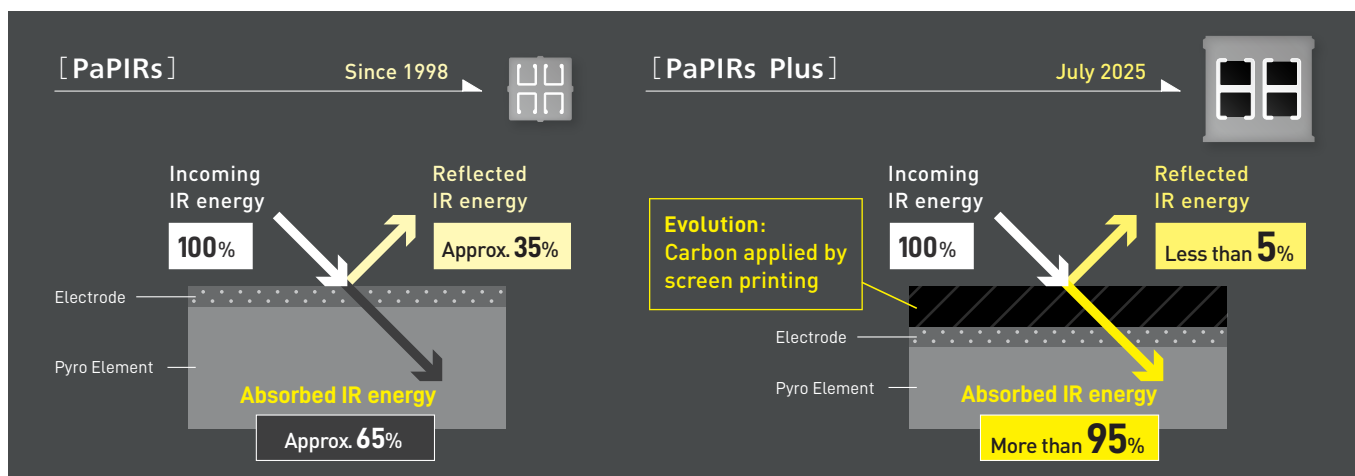 [PaPIRs]
Since 1998
Incoming
IR energy
100%
Reflected
IR energy
Approx. 35%
Electrode
Pyro Element
Absorbed IR energy
Approx. 65%
[PaPIRs Plus]
July 2025
Evolution:
Carbon applied by
screen printing
Incoming
IR energy
100%
Reflected
IR energy
Less than 5%
Electrode
Pyro Element
Absorbed IR energy
More than 95%